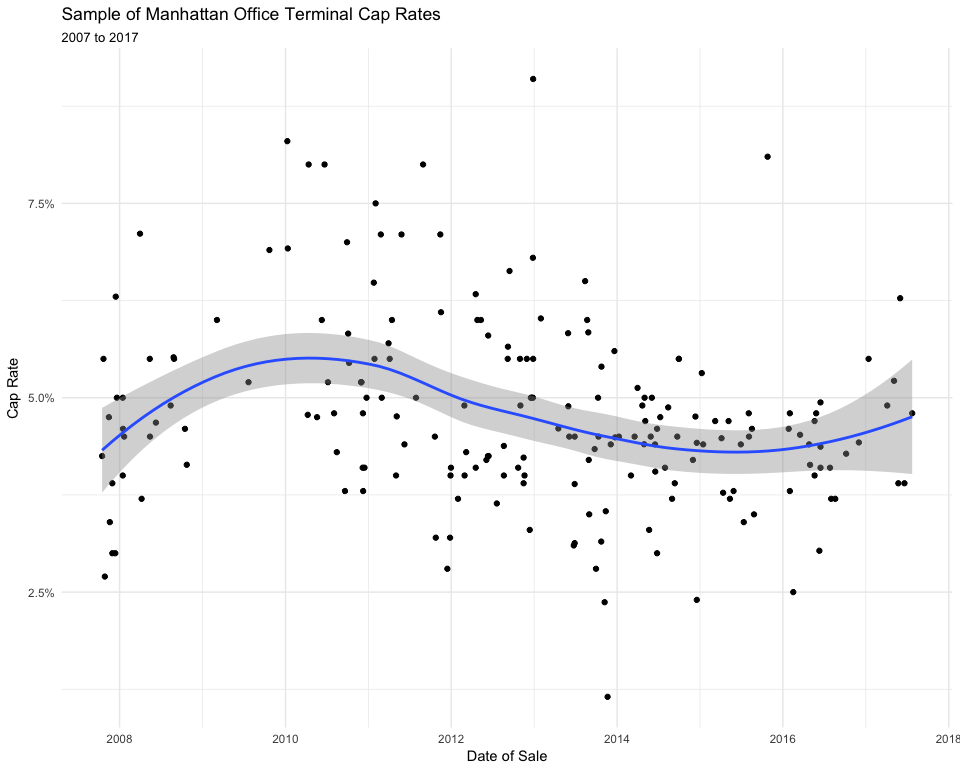 Sample of Manhattan Office Terminal Cap Rates
2007 to 2017
7.5%
5.0%
2.5%
Cap Rate
2008
2010
2012
2014
2016
2018
Date of Sale